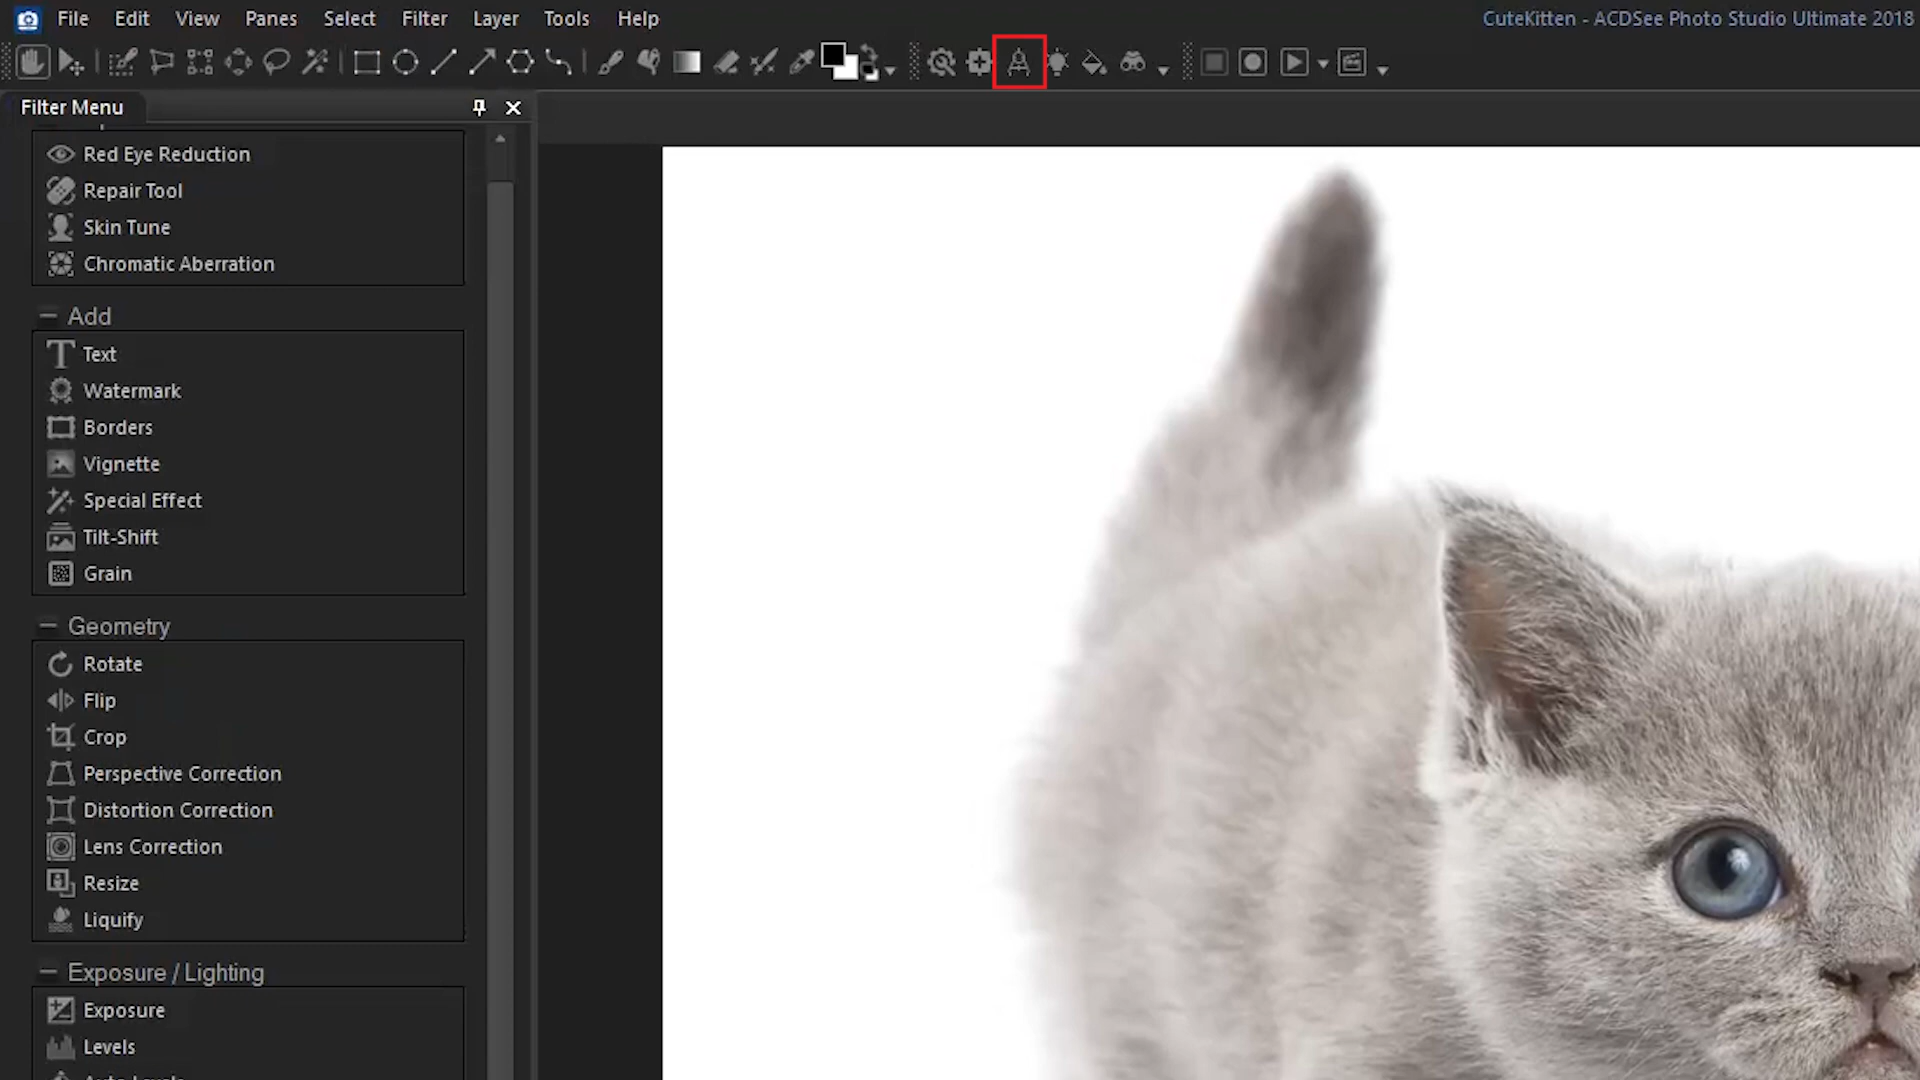 File Edit View Panes Select Filter Layer Tools Help
CuteKitten - ACDSee Photo Studio Ultimate 2018
Filter Menu
Red Eye Reduction
Repair Tool
Skin Tune
Chromatic Aberration
Add
Text
Watermark
Borders
Vignette
Special Effect
Tilt-Shift
Grain
Geometry
Rotate
Flip
Crop
Perspective Correction
Distortion Correction
Lens Correction
Resize
Liquify
Exposure / Lighting
Exposure
Levels